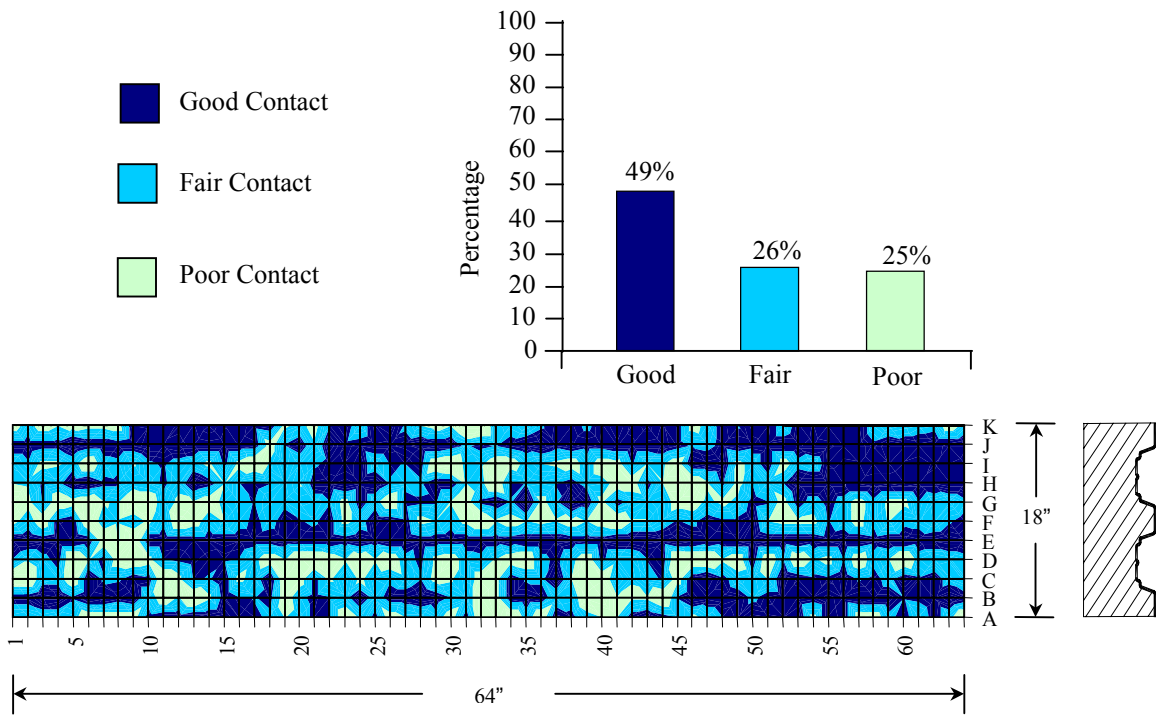 Good Contact
Fair Contact
Poor Contact
Percentage
100
90
80
70
60
50
40
30
20
10
0
49%
26%
25%
Good Fair Poor
K
J
I
H
G
F
E
D
C
B
A
18”
1 5 10 15 20 25 30 35 40 45 50 55 60
64”